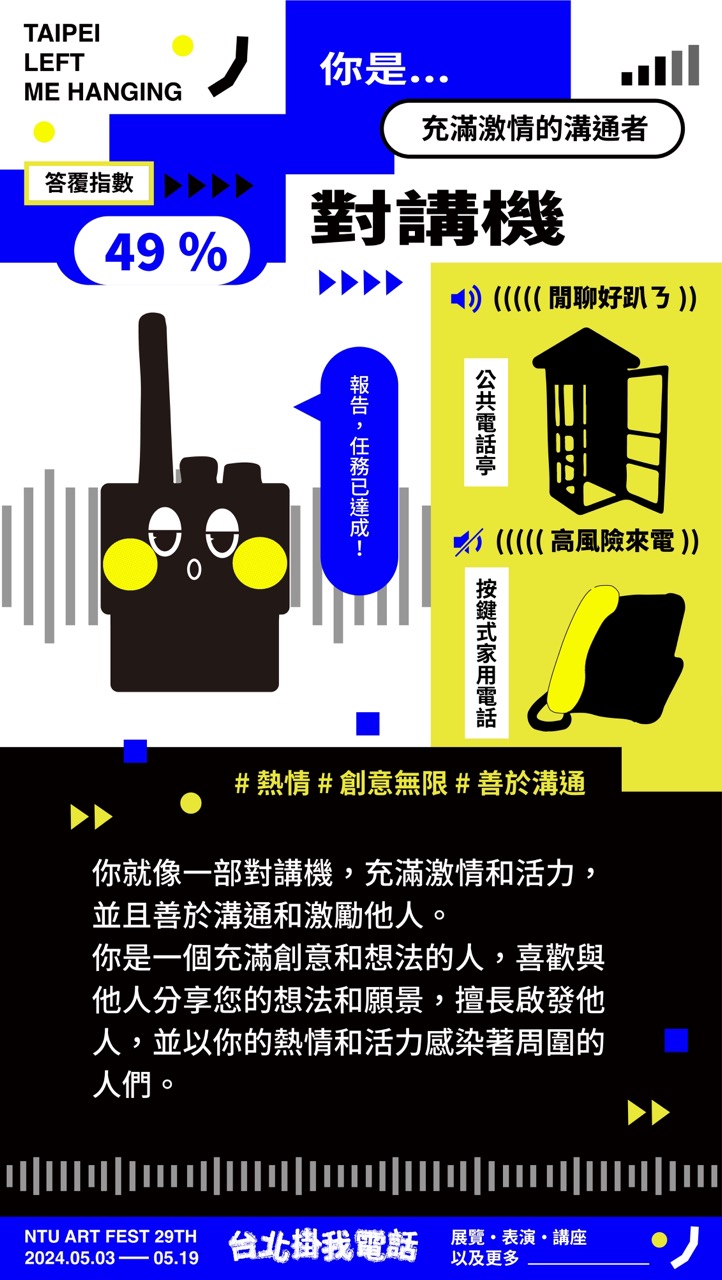 TAIPEI
LEFT
ME HANGING
你是...
充滿激情的溝通者
答覆指數
49 %
對講機
閒聊好趴ㄋ
公共電話亭
報告，任務已達成！
高風險來電
按鍵式家用電話
# 熱情 # 創意無限 # 善於溝通
你就像一部對講機，充滿激情和活力，
並且善於溝通和激勵他人。
你是一個充滿創意和想法的人，喜歡與
他人分享您的想法和願景，擅長啟發他
人，並以你的熱情和活力感染著周圍的
人們。
NTU ART FEST 29TH
2024.05.03 — 05.19
台北掛我電話
展覽・表演・講座
以及更多